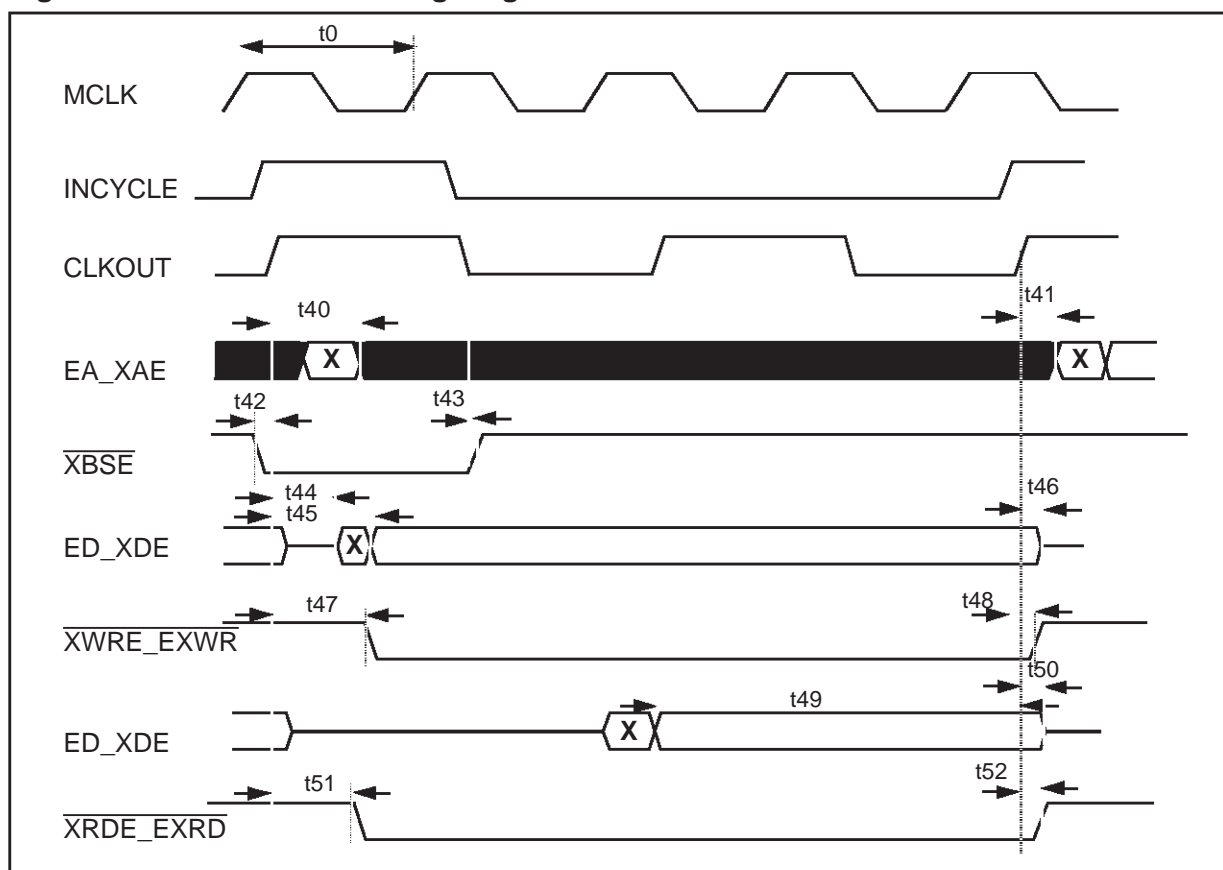 t0
MCLK
INCYCLE
CLKOUT
t40
t41
EA_XAE
X
X
t42
t43
XBSE
t44
t45
t46
ED_XDE
X
t47
t48
XWRE_EXWR
t50
t49
ED_XDE
X
t51
t52
XRDE_EXRD